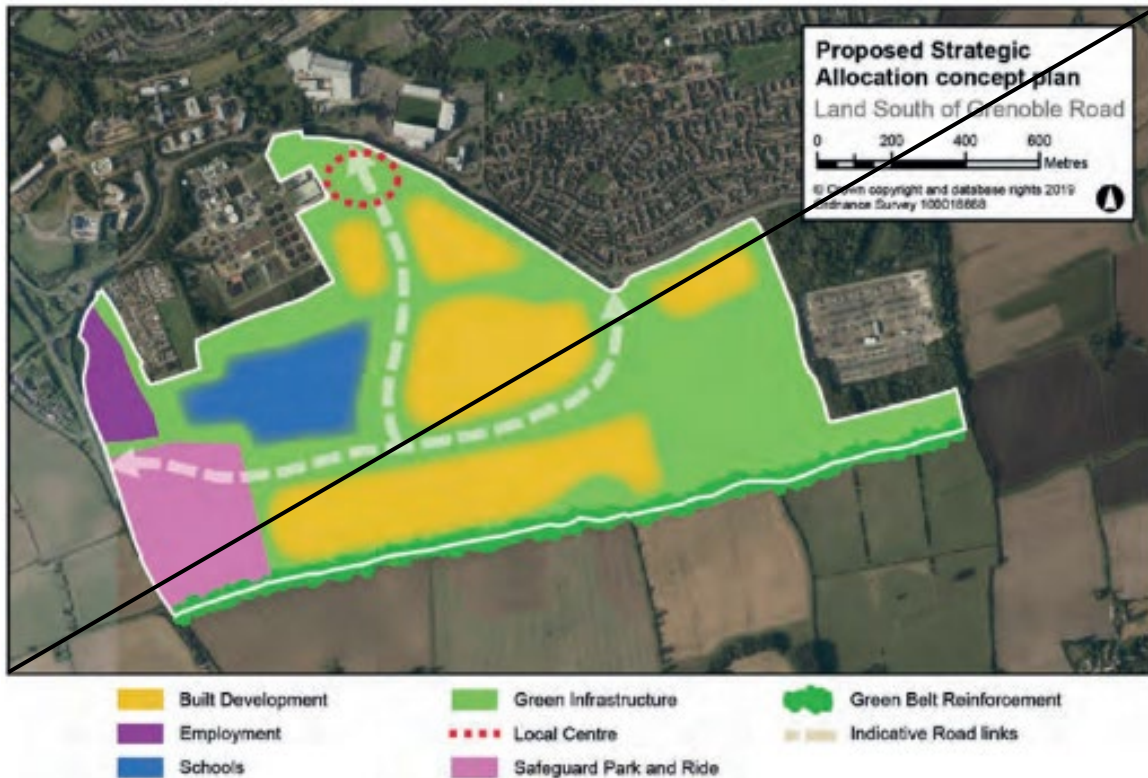 Proposed Strategic
Allocation concept plan
Land South of Grenoble Road
0 200 400 600
Metres
© Crown copyright and database rights 2019
Ordnance Survey 100018668
Built Development
Employment
Schools
Green Infrastructure
Local Centre
Safeguard Park and Ride
Green Belt Reinforcement
Indicative Road links